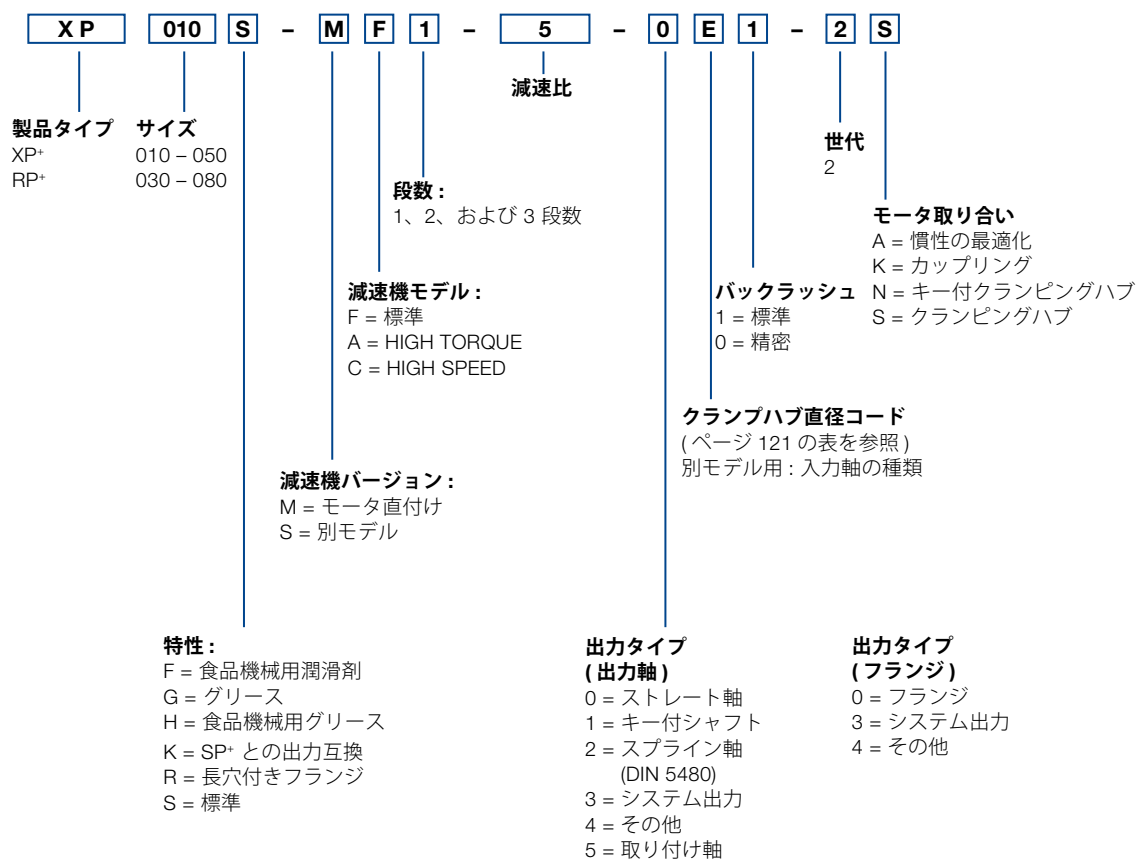 XP 010 S – M F 1 – 5 - 0 E 1 - 2 S
減速比
製品タイプ
XP+
RP+
サイズ
010 – 050
030 – 080
世代
2
段数 :
1、2、および 3 段数
モータ取り合い
A = 慣性の最適化
K = カップリング
N = キー付クランピングハブ
S = クランピングハブ
減速機モデル :
F = 標準
A = HIGH TORQUE
C = HIGH SPEED
バックラッシュ
1 = 標準
0 = 精密
クランプハブ直径コード
( ページ 121 の表を参照 )
別モデル用 : 入力軸の種類
減速機バージョン :
M = モータ直付け
S = 別モデル
特性 :
F = 食品機械用潤滑剤
G = グリース
H = 食品機械用グリース
K = SP+ との出力互換
R = 長穴付きフランジ
S = 標準
出力タイプ
( 出力軸 )
0 = ストレート軸
1 = キー付シャフト
2 = スプライン軸
(DIN 5480)
3 = システム出力
4 = その他
5 = 取り付け軸
出力タイプ
( フランジ )
0 = フランジ
3 = システム出力
4 = その他